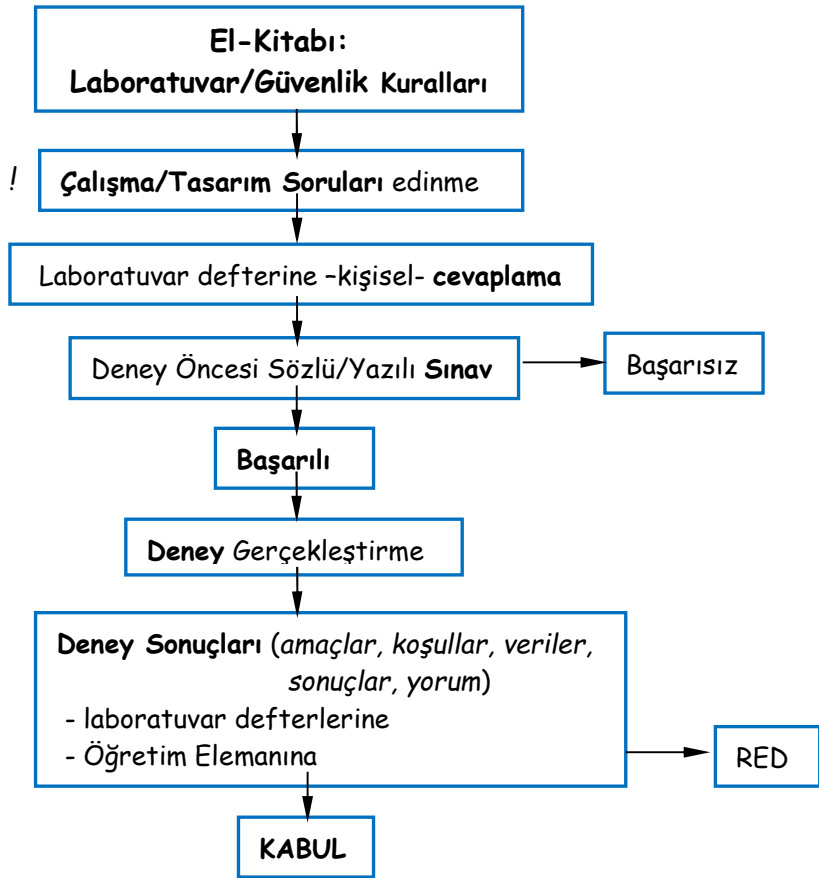 El-Kitabı:
Laboratuvar/Güvenlik Kuralları
! Çalışma/Tasarım Soruları edinme
Laboratuvar defterine –kişisel- cevaplama
Deney Öncesi Sözlü/Yazılı Sınav
Başarısız
Başarılı
Deney Gerçekleştirme
Deney Sonuçları (amaçlar, koşullar, veriler,
sonuçlar, yorum)
- laboratuvar defterlerine
- Öğretim Elemanına
RED
KABUL